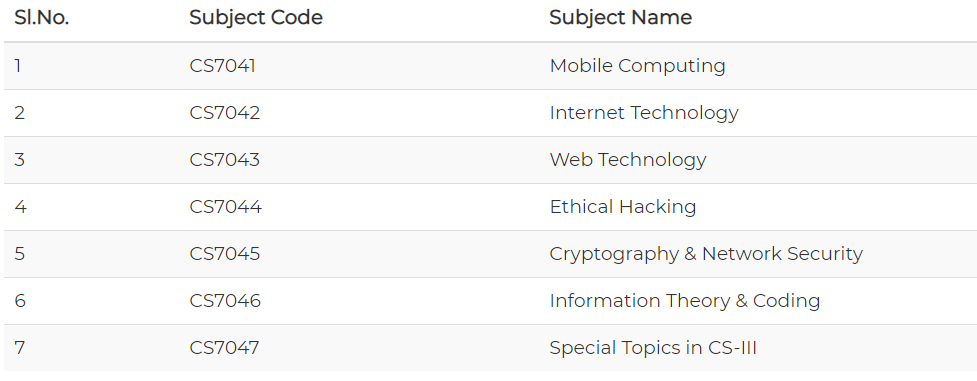 Sl.No. Subject Code Subject Name
1 CS7041 Mobile Computing
2 CS7042 Internet Technology
3 CS7043 Web Technology
4 CS7044 Ethical Hacking
5 CS7045 Cryptography & Network Security
6 CS7046 Information Theory & Coding
7 CS7047 Special Topics in CS-III